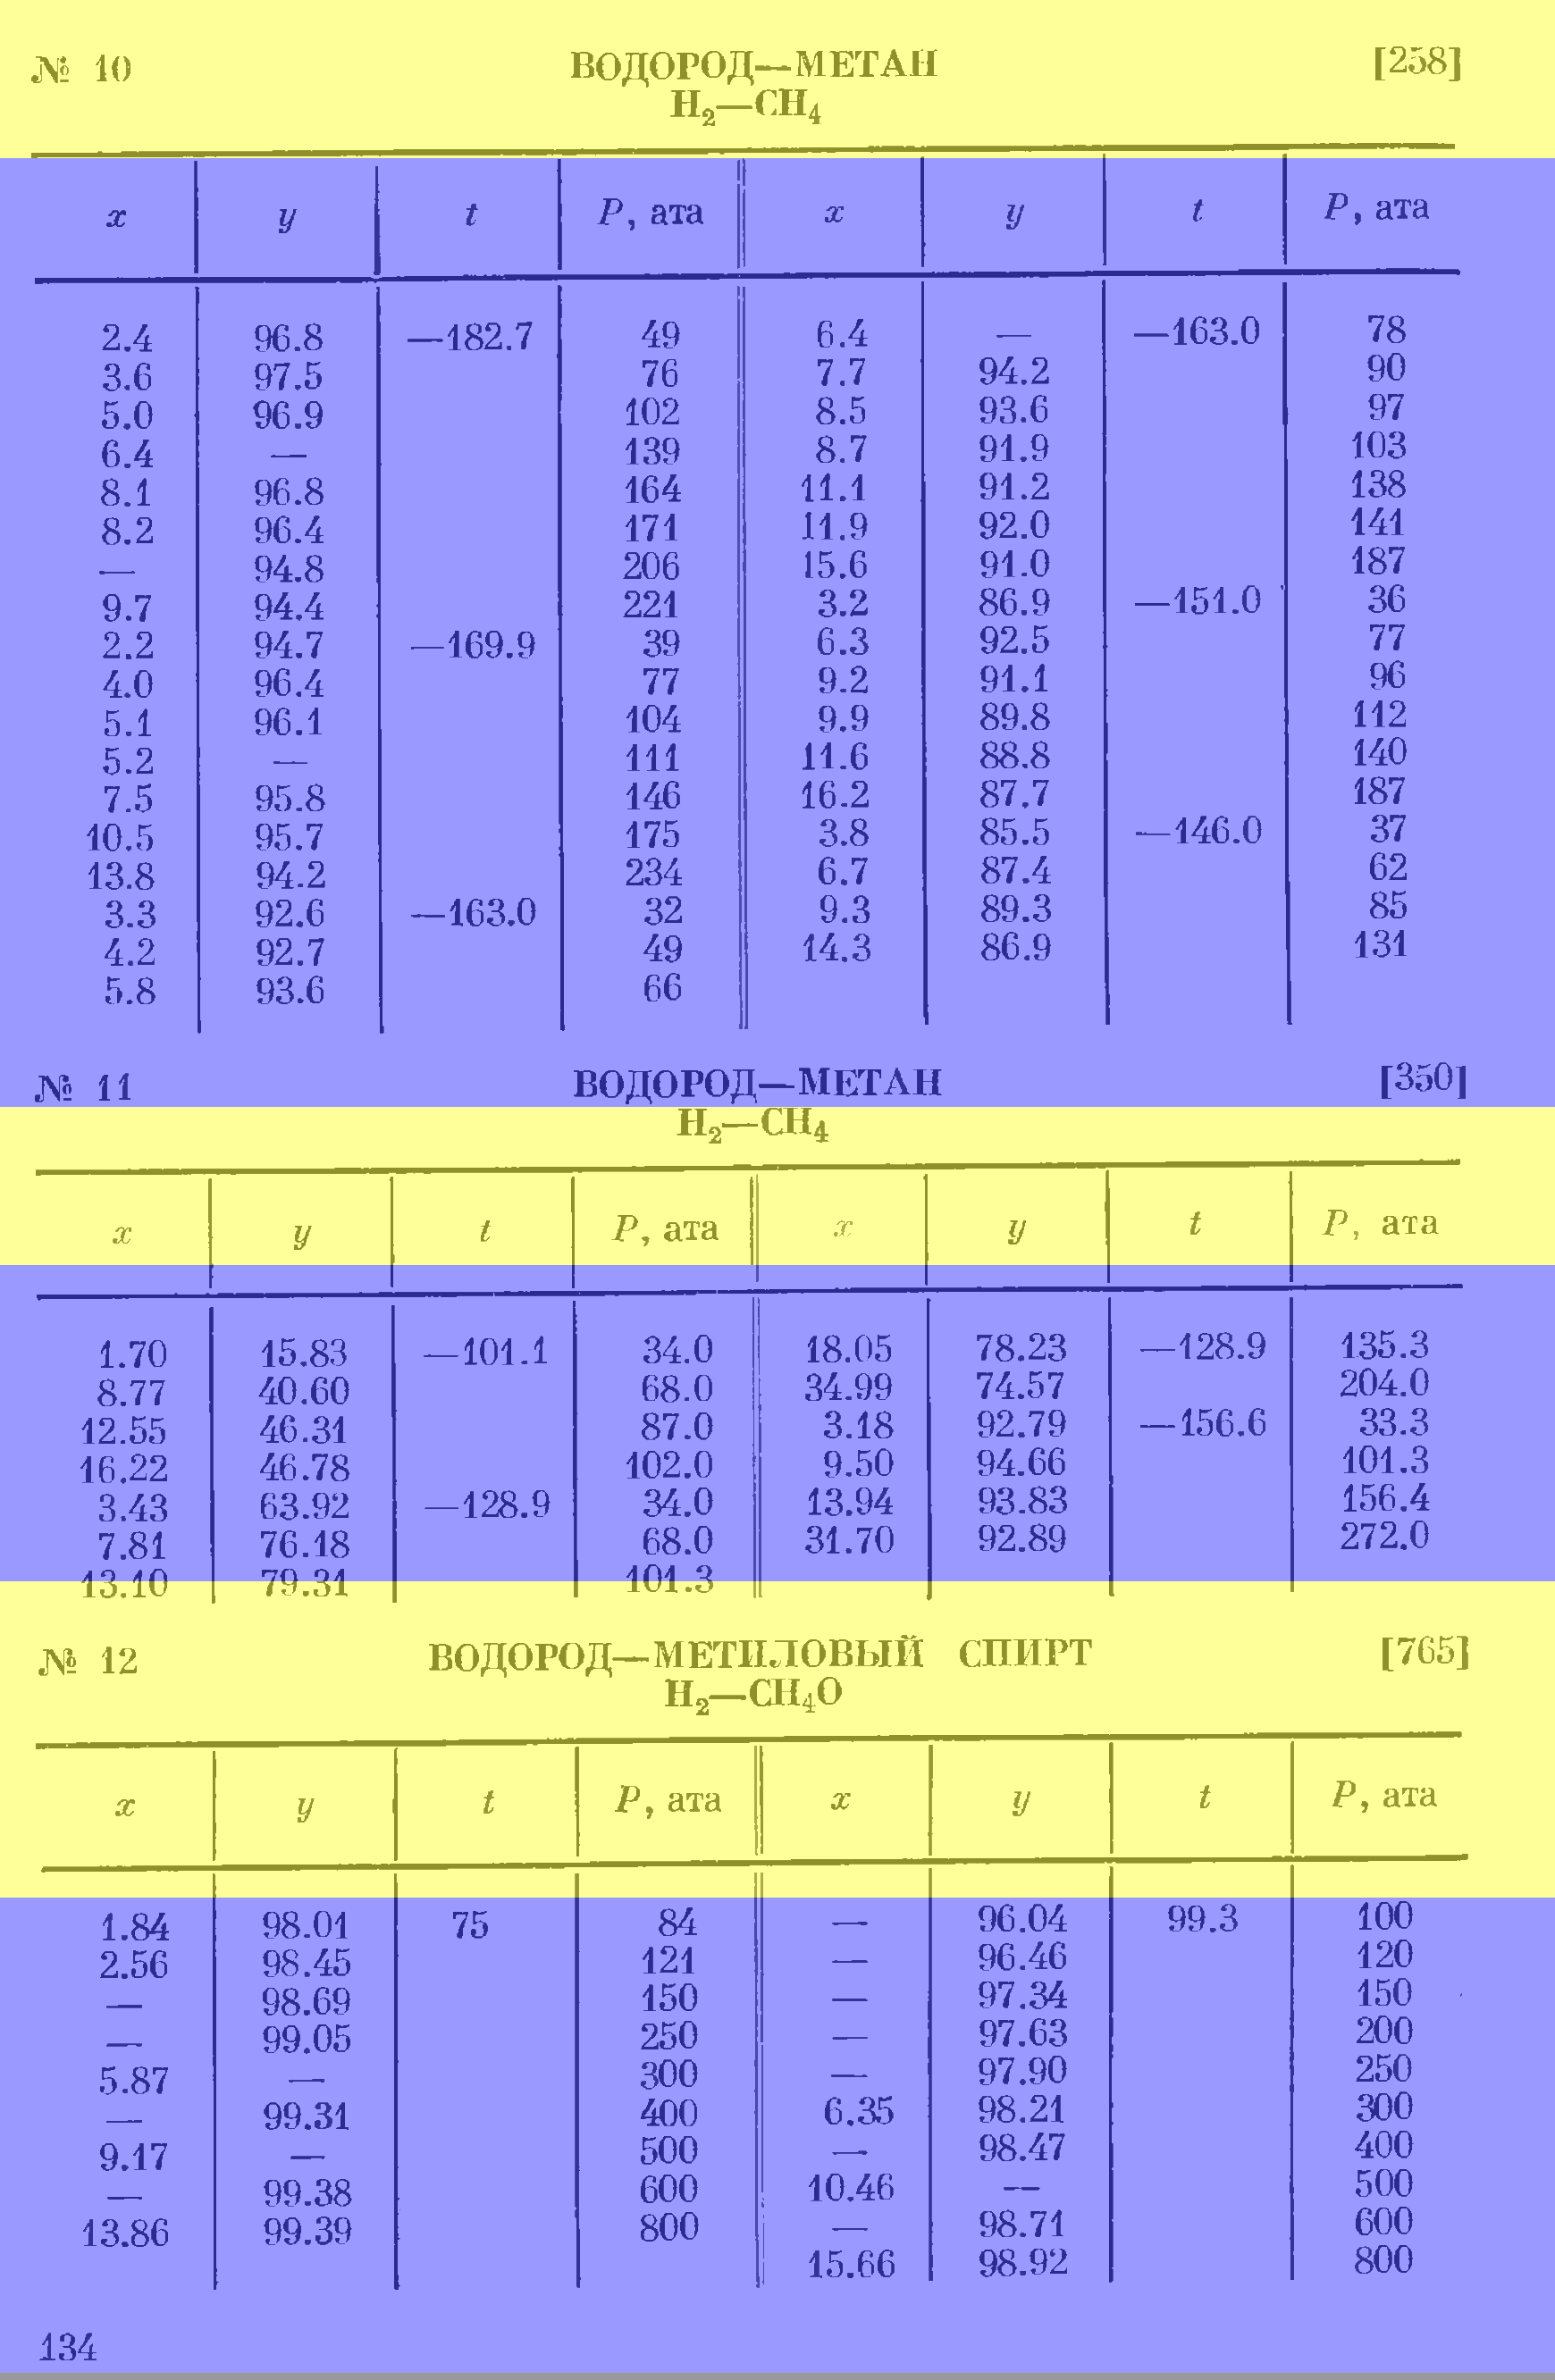 № 10 ВОДОРОД—МЕТАН [258]
H₂—CH₄
x y t P, ата x y t P, ата
2.4 96.8 —182.7 49 6.4 — —163.0 78
3.6 97.5 76 7.7 94.2 90
5.0 96.9 102 8.5 93.6 97
6.4 — 139 8.7 91.9 103
8.1 96.8 164 11.1 91.2 138
8.2 96.4 171 11.9 92.0 141
— 94.8 206 15.6 91.0 187
9.7 94.4 221 3.2 86.9 —151.0 36
2.2 94.7 —169.9 39 6.3 92.5 77
4.0 96.4 77 9.2 91.1 96
5.1 96.1 104 9.9 89.8 112
5.2 — 111 11.6 88.8 140
7.5 95.8 146 16.2 87.7 187
10.5 95.7 175 3.8 85.5 —146.0 37
13.8 94.2 234 6.7 87.4 62
3.3 92.6 —163.0 32 9.3 89.3 85
4.2 92.7 49 14.3 86.9 131
5.8 93.6 66
№ 11 ВОДОРОД—МЕТАН [350]
H₂—CH₄
x y t P, ата x y t P, ата
1.70 15.83 —101.1 34.0 18.05 78.23 —128.9 135.3
8.77 40.60 68.0 34.99 74.57 204.0
12.55 46.31 87.0 3.18 92.79 —156.6 33.3
16.22 46.78 102.0 9.50 94.66 101.3
3.43 63.92 —128.9 34.0 13.94 93.83 156.4
7.81 76.18 68.0 31.70 92.89 272.0
13.10 79.31 101.3
№ 12 ВОДОРОД—МЕТИЛОВЫЙ СПИРТ [765]
H₂—CH₄O
x y t P, ата x y t P, ата
1.84 98.01 75 84 — 96.04 99.3 100
2.56 98.45 121 — 96.46 120
— 98.69 150 — 97.34 150
— 99.05 250 — 97.63 200
5.87 — 300 — 97.90 250
— 99.31 400 6.35 98.21 300
9.17 — 500 — 98.47 400
— 99.38 600 10.46 — 500
13.86 99.39 800 — 98.71 600
15.66 98.92 800
134